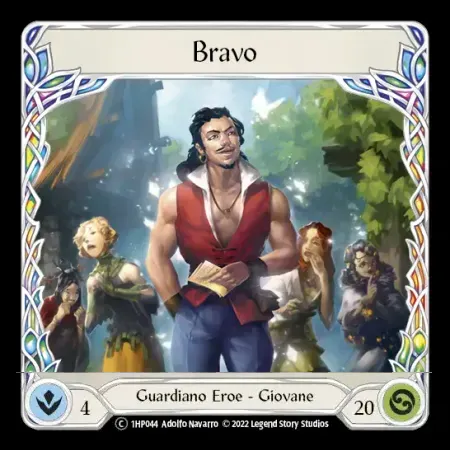 Bravo
Guardiano Eroe - Giovane
4
20
C 1HP044 Adolfo Navarro © 2022 Legend Story Studios